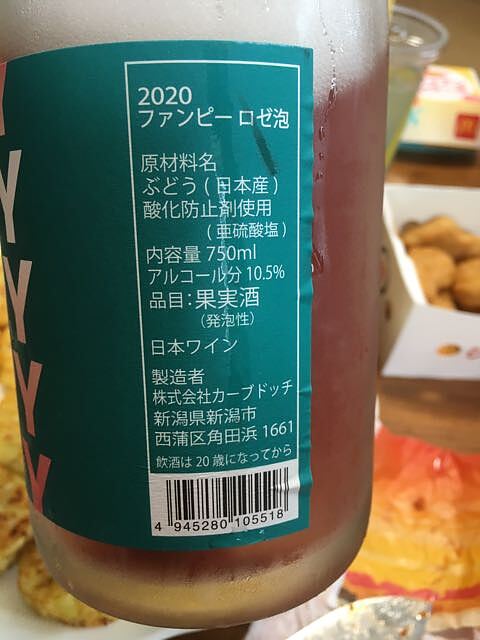 2020
ファンピー ロゼ泡
原材料名
ぶどう ( 日本産 )
酸化防止剤使用
( 亜硫酸塩 )
内容量 750ml
アルコール分 10.5%
品目:果実酒
(発泡性)
日本ワイン
製造者
株式会社カーブドッチ
新潟県新潟市
西蒲区角田浜 1661
飲酒は 20 歳になってから
4 945280 105518
Y
Y
Y
Y